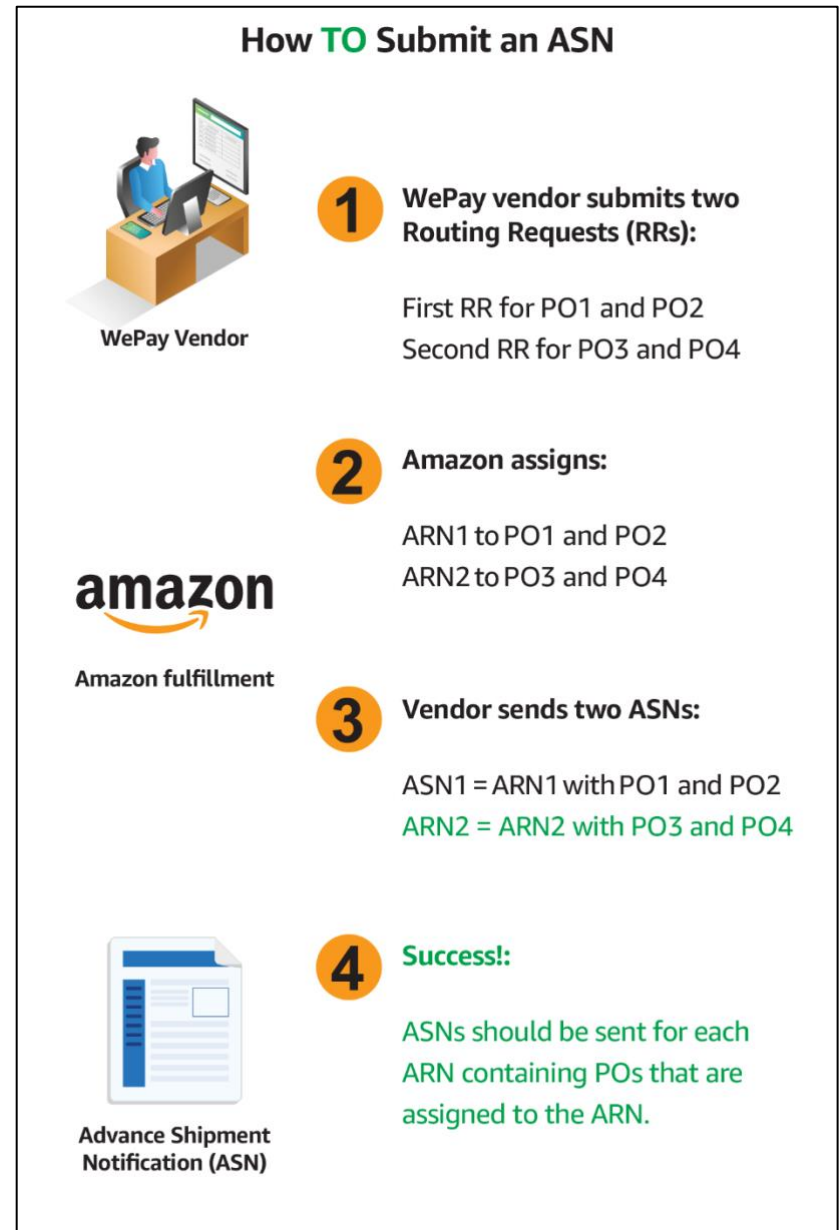 How TO Submit an ASN
WePay Vendor
1
WePay vendor submits two
Routing Requests (RRs):
First RR for PO1 and PO2
Second RR for PO3 and PO4
2
Amazon assigns:
ARN1 to PO1 and PO2
ARN2 to PO3 and PO4
amazon
Amazon fulfillment
3
Vendor sends two ASNs:
ASN1 = ARN1 with PO1 and PO2
ARN2 = ARN2 with PO3 and PO4
Advance Shipment
Notification (ASN)
4
Success!:
ASNs should be sent for each
ARN containing POs that are
assigned to the ARN.